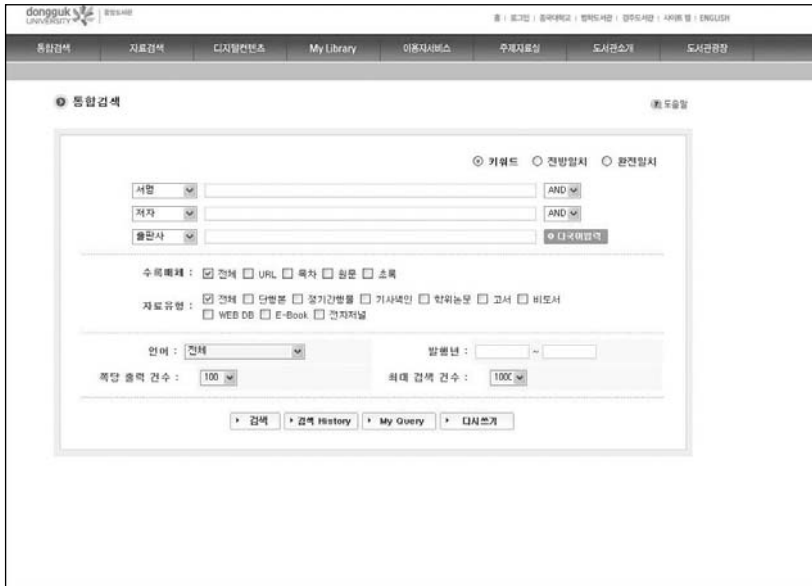 dongguk UNIVERSITY 중앙도서관
홈 | 로그인 | 동국대학교 | 법학도서관 | 경주도서관 | 사이트 맵 | ENGLISH
통합검색 자료검색 디지털컨텐츠 My Library 이용자서비스 주제자료실 도서관소개 도서관광장
통합검색 도움말
키워드 전방일치 완전일치
서명 AND
저자 AND
출판사 다국어입력
수록매체 : 전체 URL 목차 원문 초록
자료유형 : 전체 단행본 정기간행물 기사색인 학위논문 고서 비도서
WEB DB E-Book 전자저널
언어 : 전체 발행년 : ~
쪽당 출력 건수 : 100 최대 검색 건수 : 1000
검색 검색 History My Query 다시쓰기